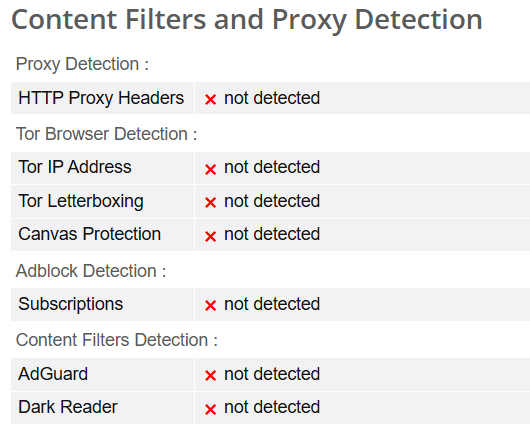 Content Filters and Proxy Detection
Proxy Detection :
HTTP Proxy Headers ✕ not detected
Tor Browser Detection :
Tor IP Address ✕ not detected
Tor Letterboxing ✕ not detected
Canvas Protection ✕ not detected
Adblock Detection :
Subscriptions ✕ not detected
Content Filters Detection :
AdGuard ✕ not detected
Dark Reader ✕ not detected